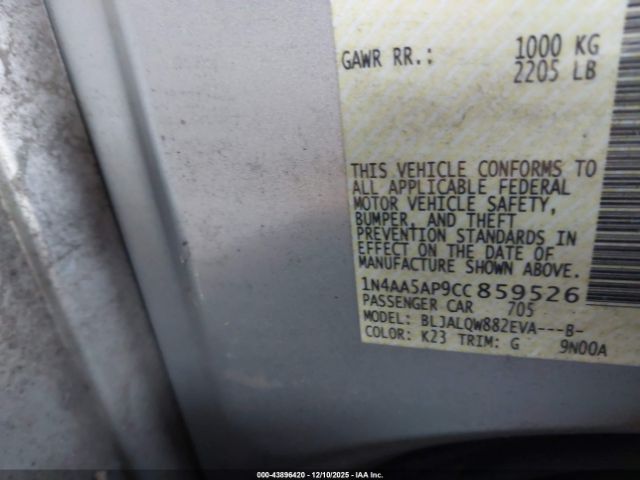 GAWR RR.: 1000 KG
2205 LB
THIS VEHICLE CONFORMS TO
ALL APPLICABLE FEDERAL
MOTOR VEHICLE SAFETY,
BUMPER, AND THEFT
PREVENTION STANDARDS IN
EFFECT ON THE DATE OF
MANUFACTURE SHOWN ABOVE.
1N4AA5AP9CC859526
PASSENGER CAR 705
MODEL: BLJALQW882EVA---B-
COLOR: K23 TRIM: G 9N00A
000-43896420 - 12/10/2025 - IAA Inc.